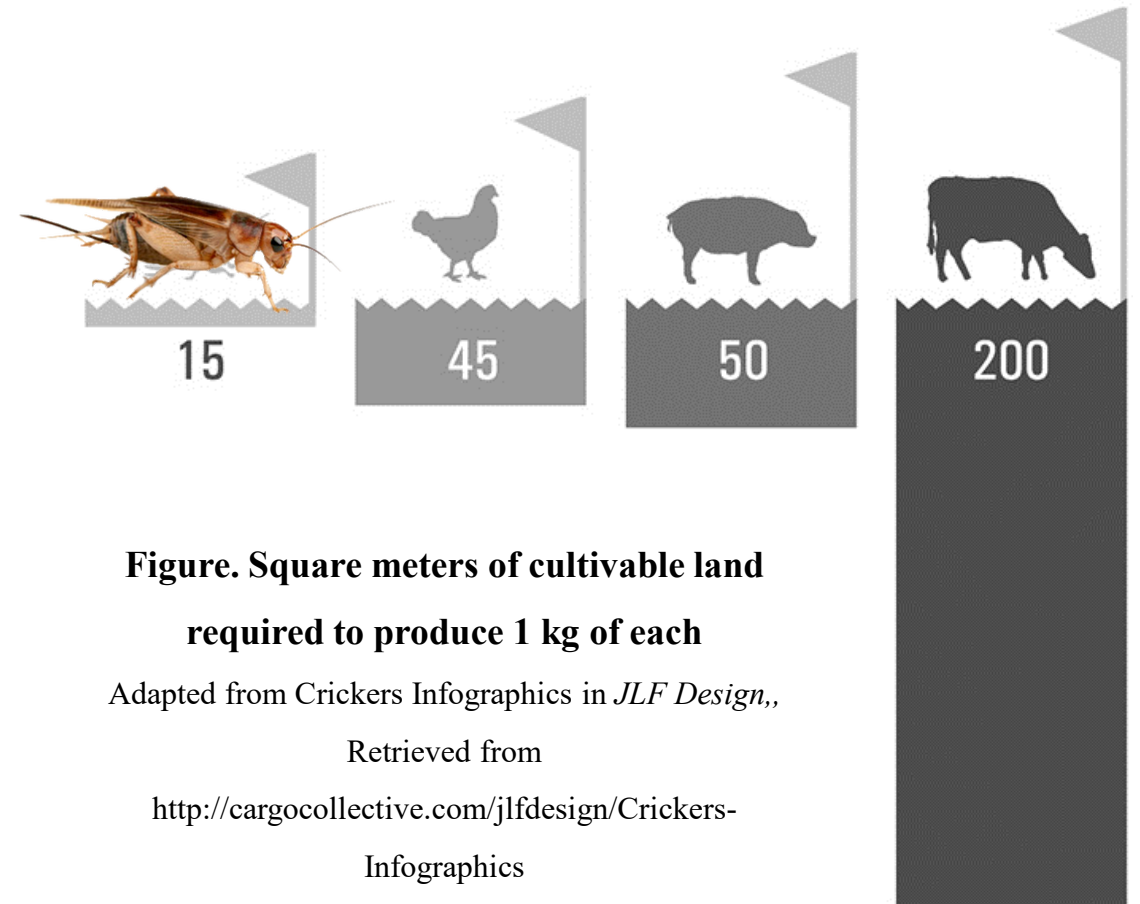 15
45
50
200
Figure. Square meters of cultivable land
required to produce 1 kg of each
Adapted from Crickers Infographics in JLF Design,,
Retrieved from
http://cargocollective.com/jlfdesign/Crickers-
Infographics